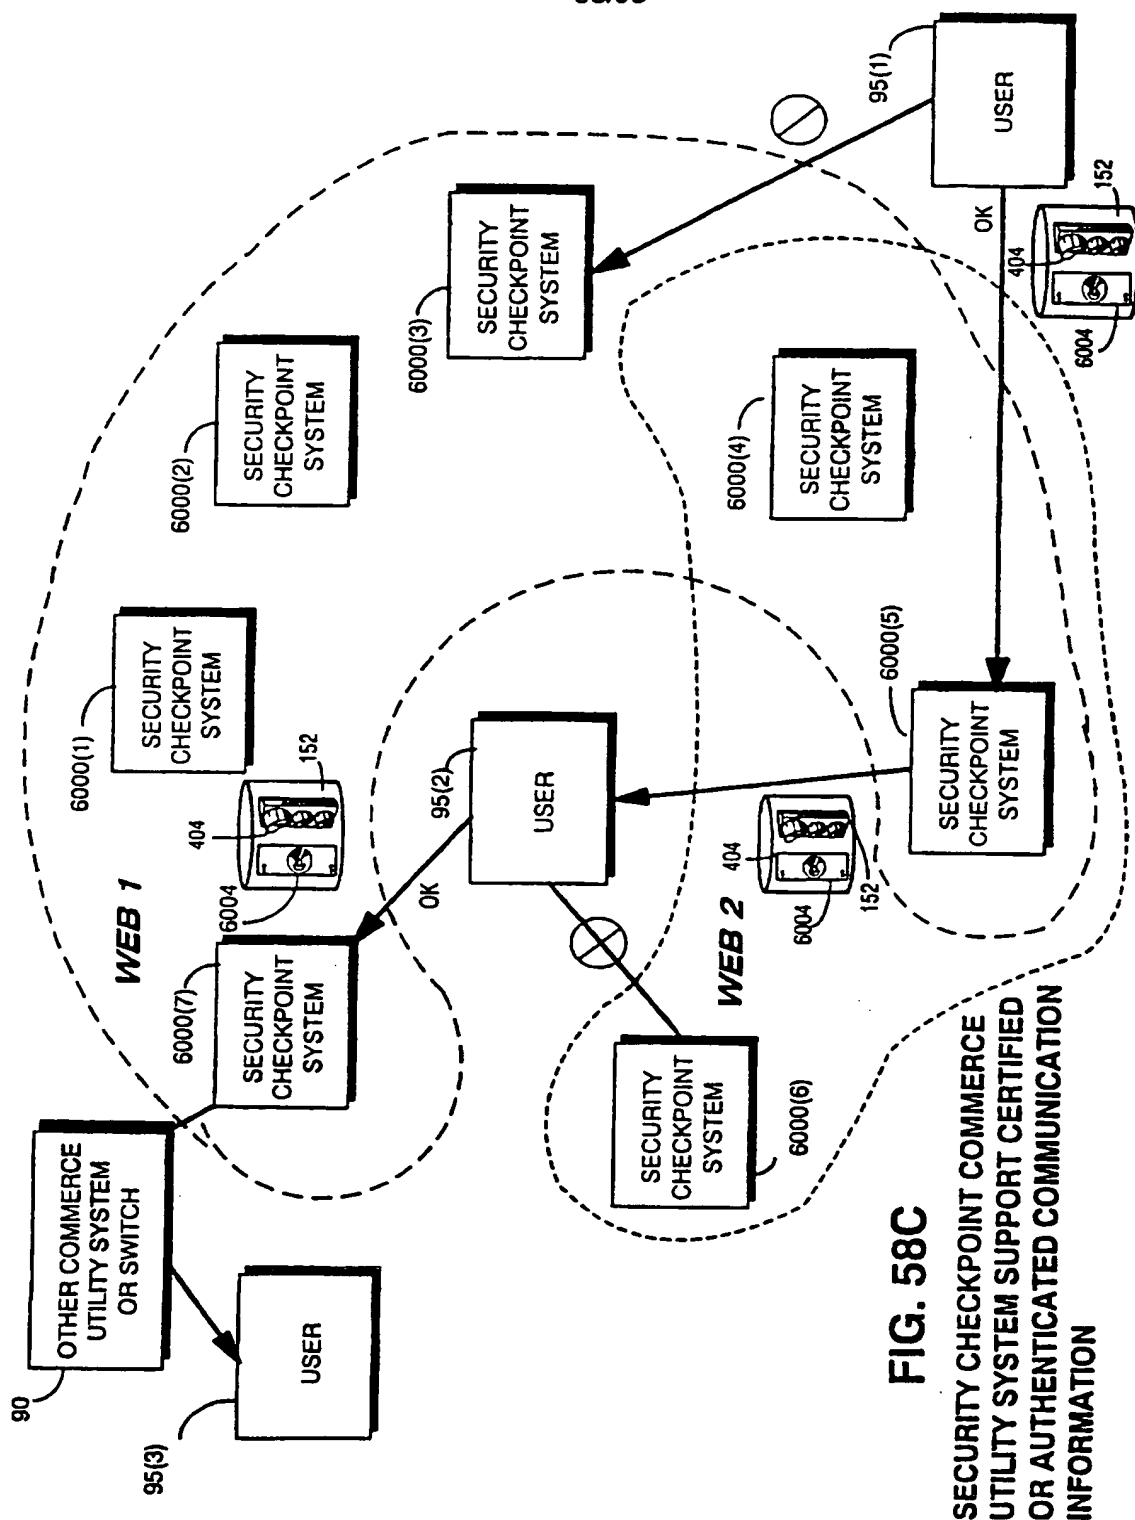 90
OTHER COMMERCE
UTILITY SYSTEM
OR SWITCH
95(3)
USER
WEB 1
6000(7)
SECURITY
CHECKPOINT
SYSTEM
6004
404
152
6000(1)
SECURITY
CHECKPOINT
SYSTEM
6000(2)
SECURITY
CHECKPOINT
SYSTEM
6000(3)
SECURITY
CHECKPOINT
SYSTEM
OK
95(2)
USER
SECURITY
CHECKPOINT
SYSTEM
6000(6)
WEB 2
404
6004
152
6000(4)
SECURITY
CHECKPOINT
SYSTEM
6000(5)
SECURITY
CHECKPOINT
SYSTEM
95(1)
USER
OK
404
152
6004
FIG. 58C
SECURITY CHECKPOINT COMMERCE
UTILITY SYSTEM SUPPORT CERTIFIED
OR AUTHENTICATED COMMUNICATION
INFORMATION